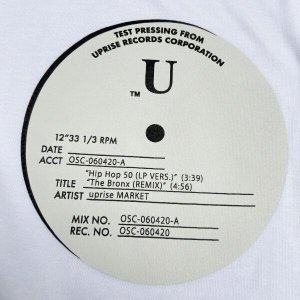 TEST PRESSING FROM
UPRISE RECORDS CORPORATION
U
TM
12"33 1/3 RPM
DATE
ACCT OSC-060420-A
"Hip Hop 50 (LP VERS.)" (3:39)
TITLE "The Bronx (REMIX)" (4:56)
ARTIST uprise MARKET
MIX NO. OSC-060420-A
REC. NO. OSC-060420